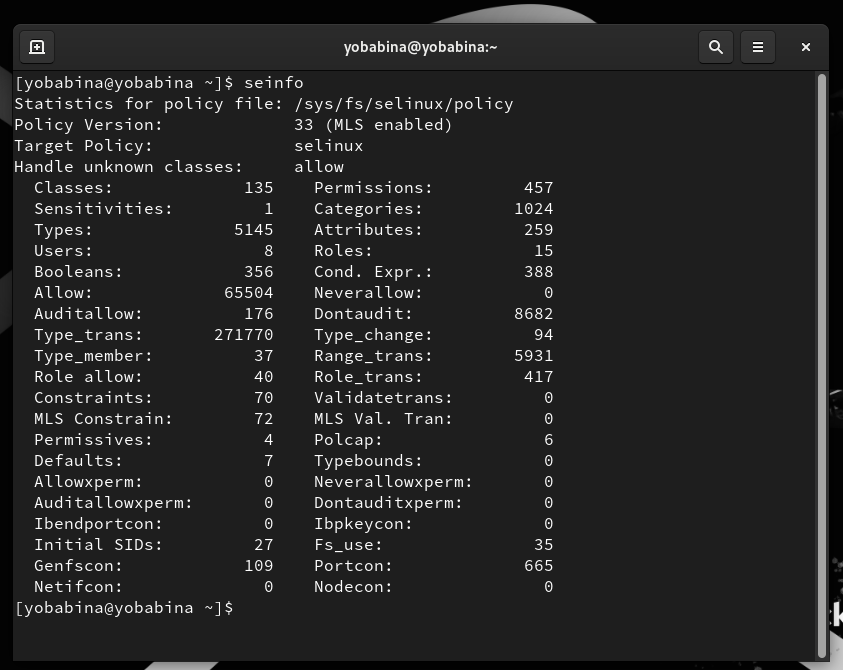 yobabina@yobabina:~
[yobabina@yobabina ~]$ seinfo
Statistics for policy file: /sys/fs/selinux/policy
Policy Version:             33 (MLS enabled)
Target Policy:              selinux
Handle unknown classes:     allow
  Classes:             135    Permissions:         457
  Sensitivities:         1    Categories:         1024
  Types:              5145    Attributes:          259
  Users:                 8    Roles:                15
  Booleans:            356    Cond. Expr.:         388
  Allow:             65504    Neverallow:            0
  Auditallow:          176    Dontaudit:          8682
  Type_trans:       271770    Type_change:          94
  Type_member:          37    Range_trans:        5931
  Role allow:           40    Role_trans:          417
  Constraints:          70    Validatetrans:         0
  MLS Constrain:        72    MLS Val. Tran:         0
  Permissives:           4    Polcap:                6
  Defaults:              7    Typebounds:            0
  Allowxperm:            0    Neverallowxperm:       0
  Auditallowxperm:       0    Dontauditxperm:        0
  Ibendportcon:          0    Ibpkeycon:             0
  Initial SIDs:         27    Fs_use:               35
  Genfscon:            109    Portcon:             665
  Netifcon:              0    Nodecon:               0
[yobabina@yobabina ~]$